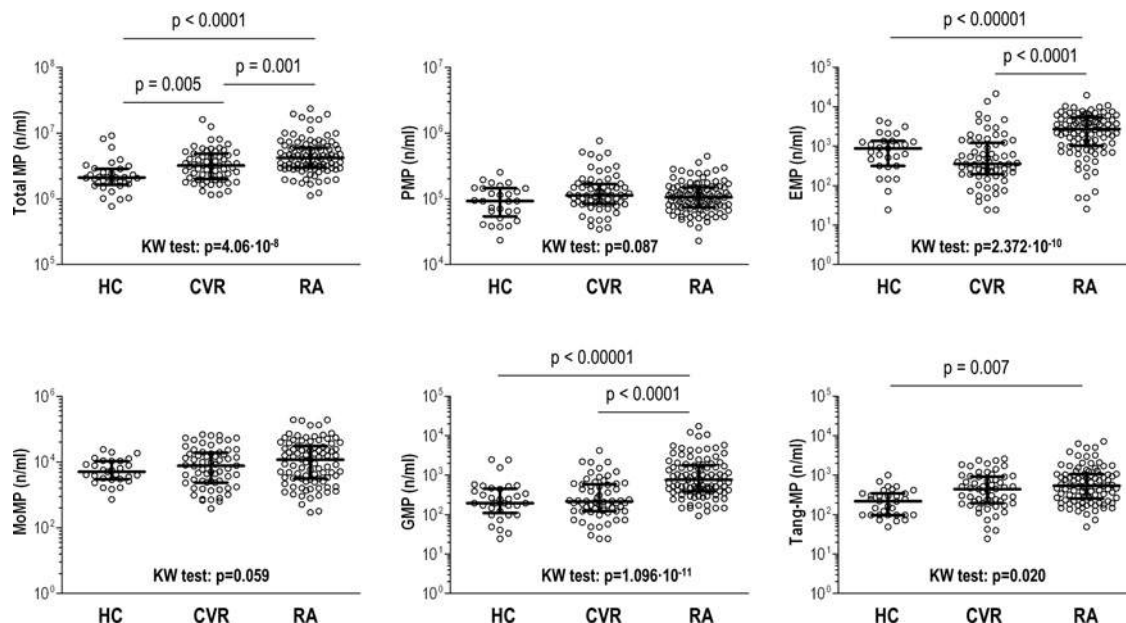 p < 0.0001
p = 0.005
p = 0.001
Total MP (n/ml)
10⁸
10⁷
10⁶
10⁵
KW test: p=4.06·10⁻⁸
HC CVR RA
PMP (n/ml)
10⁷
10⁶
10⁵
10⁴
KW test: p=0.087
HC CVR RA
p < 0.00001
p <0.0001
EMP (n/ml)
10⁵
10⁴
10³
10²
10¹
10⁰
KW test: p=2.372·10⁻¹⁰
HC CVR RA
MoMP (n/ml)
10⁶
10⁴
10²
10⁰
KW test: p=0.059
HC CVR RA
p < 0.00001
p <0.0001
GMP (n/ml)
10⁵
10⁴
10³
10²
10¹
10⁰
KW test: p=1.096·10⁻¹¹
HC CVR RA
p = 0.007
Tang-MP (n/ml)
10⁵
10⁴
10³
10²
10¹
10⁰
KW test: p=0.020
HC CVR RA